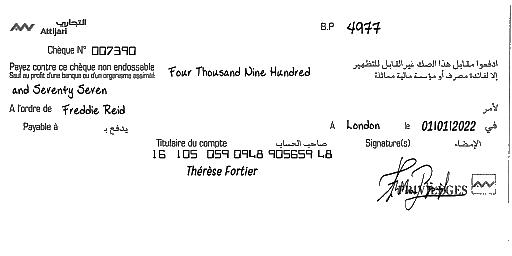 التجاري
Attijari
B.P 4977
Chèque N° 007390
Payez contre ce chèque non endossable
Sauf au profit d'une banque ou d'un organisme assimilé
Four Thousand Nine Hundred
ادفعوا مقابل هذا الصك غير القابل للتظهير
إلا لفائدة مصرف أو مؤسسة مالية مماثلة
and Seventy Seven
A l'ordre de Freddie Reid
لأمر
Payable à
يدفع بـ
A London le 01/01/2022 في
Titulaire du compte صاحب الحساب
Signature(s) الإمضاء
16 105 059 0948 905659 48
Thérèse Fortier
PRIVILEGES